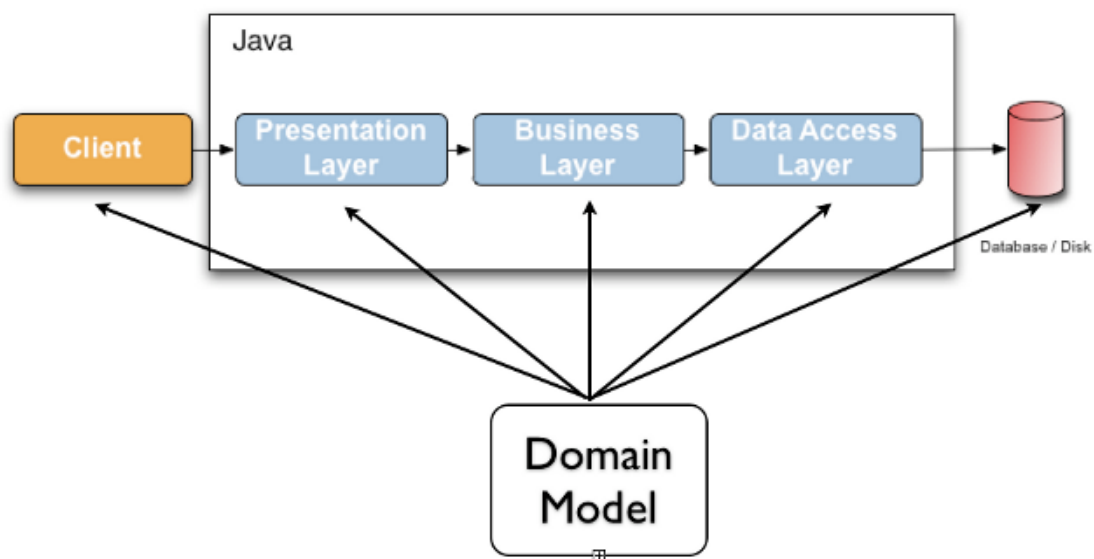 Java
Client
Presentation
Layer
Business
Layer
Data Access
Layer
Database / Disk
Domain
Model